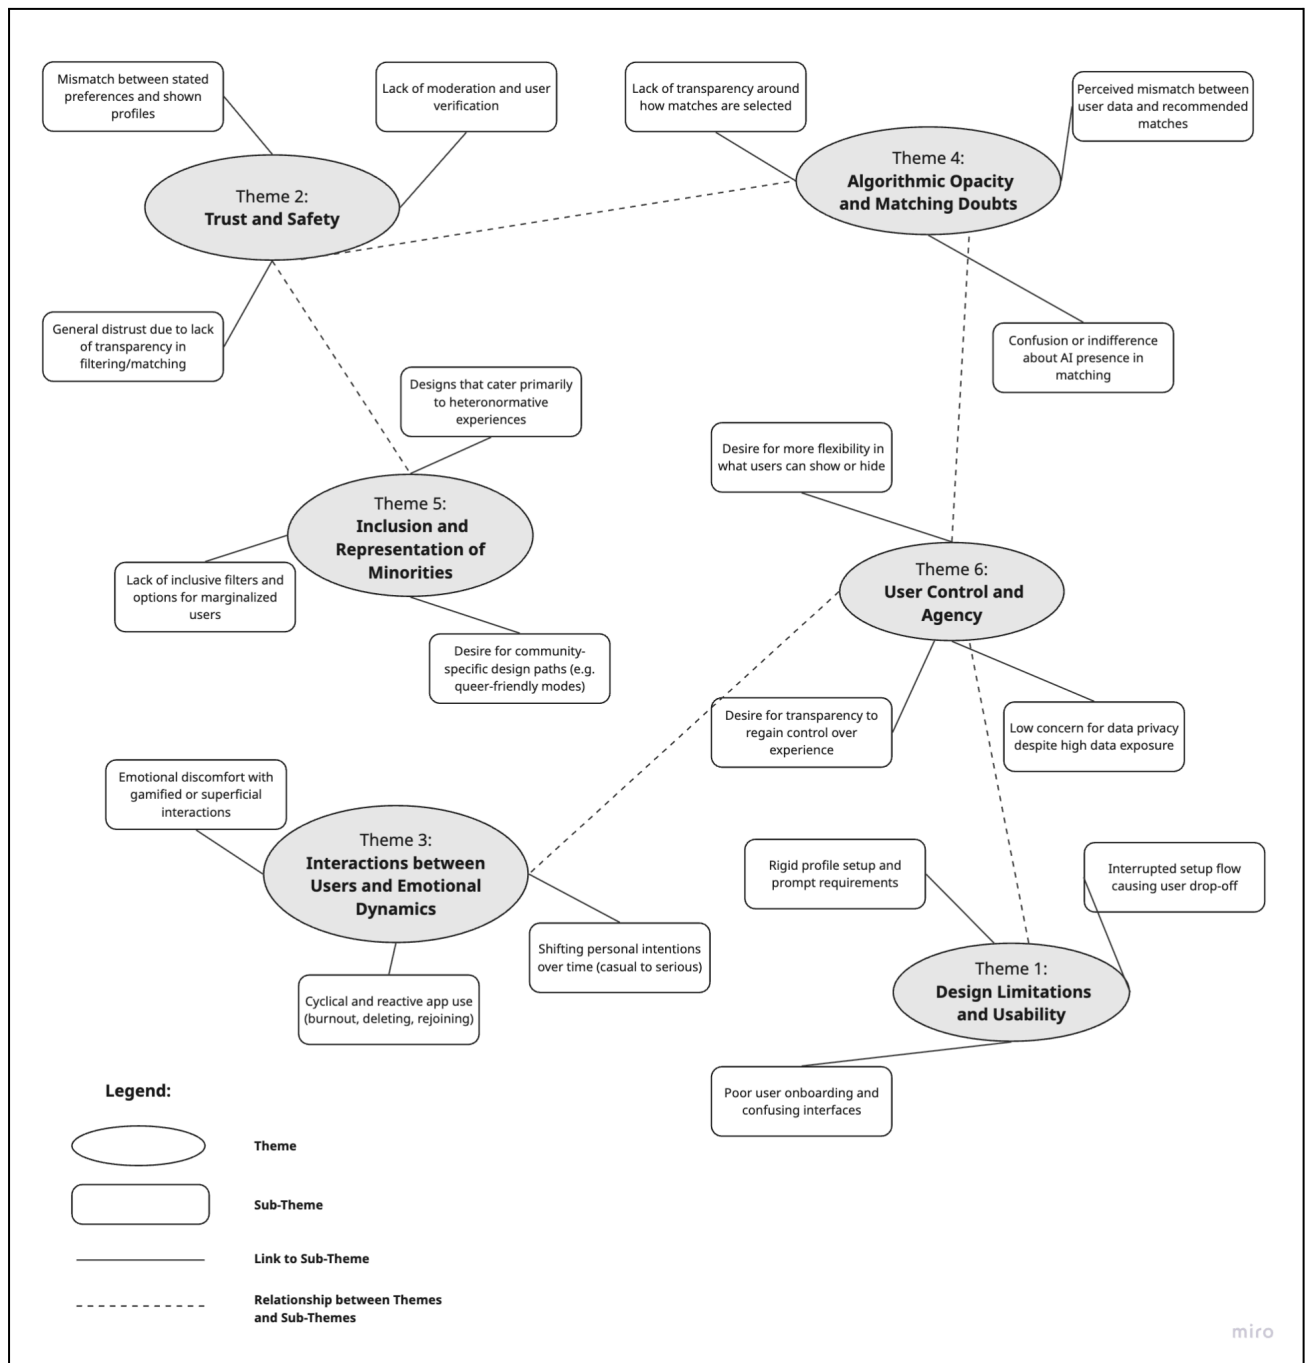 Mismatch between stated
preferences and shown
profiles
Lack of moderation and user
verification
Lack of transparency around
how matches are selected
Perceived mismatch between
user data and recommended
matches
Theme 2:
Trust and Safety
Theme 4:
Algorithmic Opacity
and Matching Doubts
General distrust due to lack
of transparency in
filtering/matching
Confusion or indifference
about AI presence in
matching
Designs that cater primarily
to heteronormative
experiences
Desire for more flexibility in
what users can show or hide
Theme 5:
Inclusion and
Representation of
Minorities
Theme 6:
User Control and
Agency
Lack of inclusive filters and
options for marginalized
users
Desire for community-
specific design paths (e.g.
queer-friendly modes)
Desire for transparency to
regain control over
experience
Low concern for data privacy
despite high data exposure
Emotional discomfort with
gamified or superficial
interactions
Theme 3:
Interactions between
Users and Emotional
Dynamics
Rigid profile setup and
prompt requirements
Interrupted setup flow
causing user drop-off
Shifting personal intentions
over time (casual to serious)
Cyclical and reactive app use
(burnout, deleting, rejoining)
Theme 1:
Design Limitations
and Usability
Poor user onboarding and
confusing interfaces
Legend:
Theme
Sub-Theme
Link to Sub-Theme
Relationship between Themes
and Sub-Themes
miro